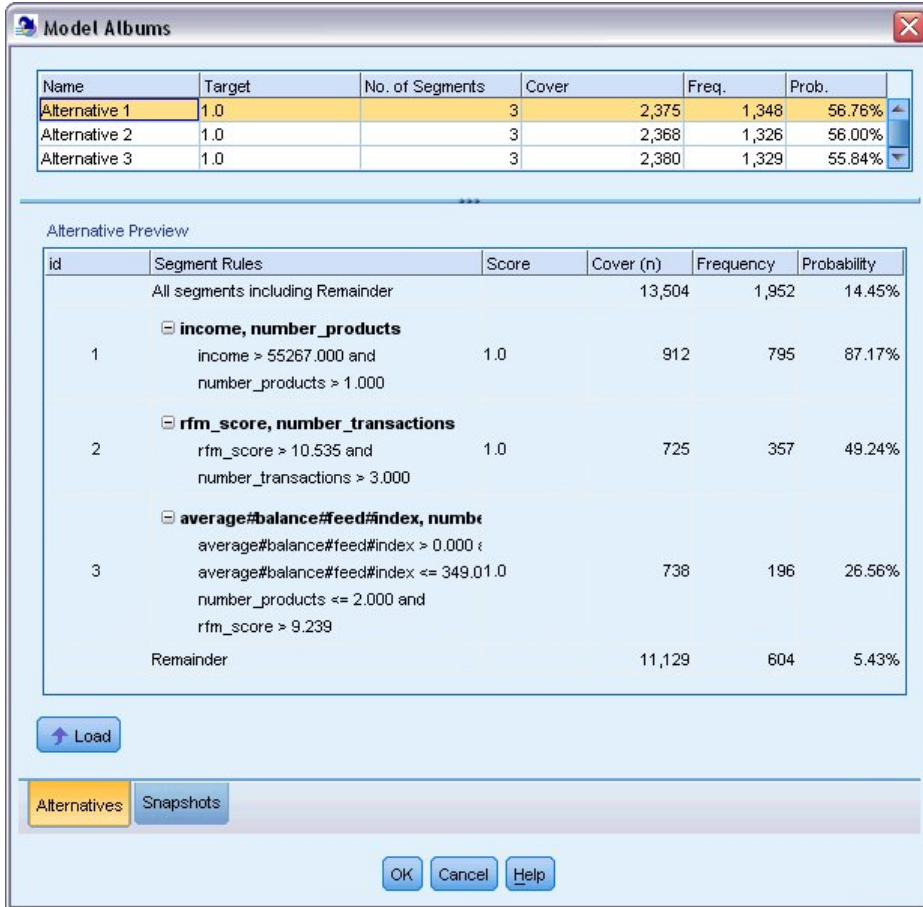 Model Albums
Name Target No. of Segments Cover Freq. Prob.
Alternative 1 1.0 3 2,375 1,348 56.76%
Alternative 2 1.0 3 2,368 1,326 56.00%
Alternative 3 1.0 3 2,380 1,329 55.84%
Alternative Preview
id Segment Rules Score Cover (n) Frequency Probability
All segments including Remainder 13,504 1,952 14.45%
income, number_products
income > 55267.000 and
1 1.0 912 795 87.17%
number_products > 1.000
rfm_score, number_transactions
rfm_score > 10.535 and
2 1.0 725 357 49.24%
number_transactions > 3.000
average#balance#feed#index, numbe
average#balance#feed#index > 0.000 a
3 average#balance#feed#index <= 349.0 1.0 738 196 26.56%
number_products <= 2.000 and
rfm_score > 9.239
Remainder 11,129 604 5.43%
Load
Alternatives Snapshots
OK Cancel Help